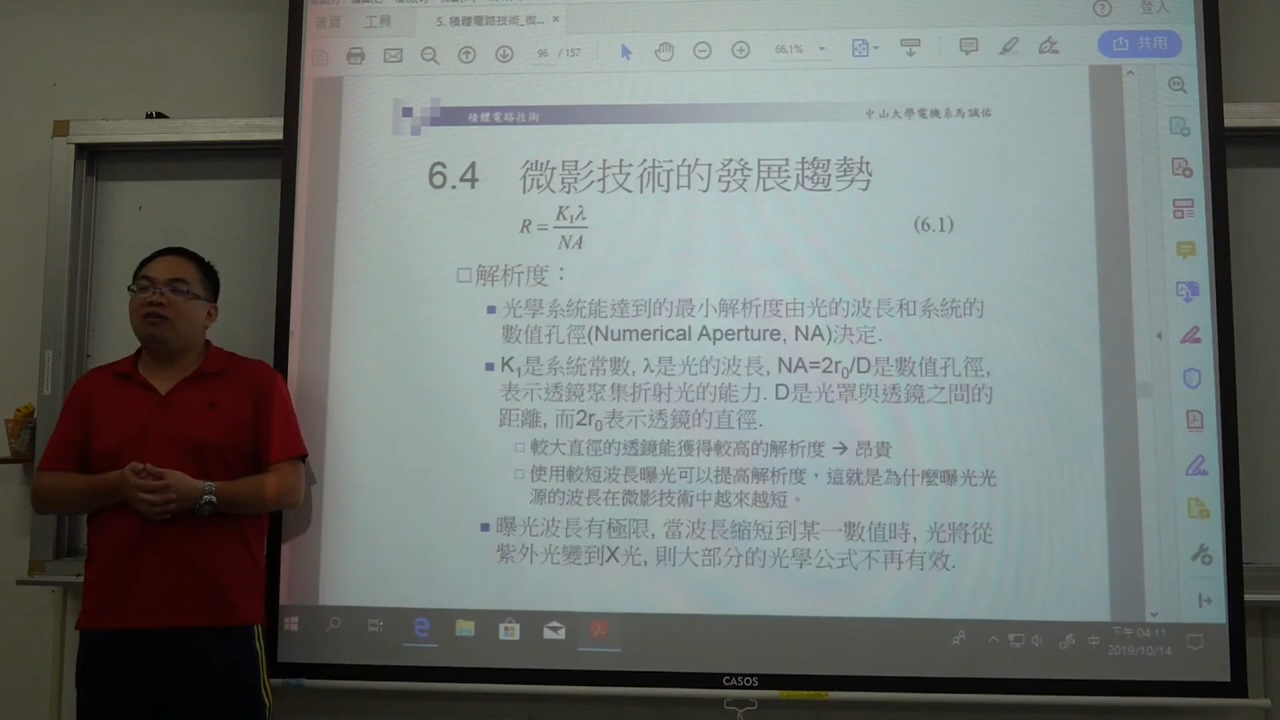 工具
5. 積體電路技術_微... ×
登入
96 / 157
66.1%
共用
積體電路技術
中山大學電機系馬誠佑
6.4 微影技術的發展趨勢
R = K₁λ / NA (6.1)
□解析度：
■ 光學系統能達到的最小解析度由光的波長和系統的
數值孔徑(Numerical Aperture, NA)決定.
■ K₁是系統常數, λ是光的波長, NA=2r₀/D是數值孔徑,
表示透鏡聚集折射光的能力. D是光罩與透鏡之間的
距離, 而2r₀表示透鏡的直徑.
□ 較大直徑的透鏡能獲得較高的解析度 → 昂貴
□ 使用較短波長曝光可以提高解析度，這就是為什麼曝光光
源的波長在微影技術中越來越短。
■ 曝光波長有極限, 當波長縮短到某一數值時, 光將從
紫外光變到X光, 則大部分的光學公式不再有效.
中
下午 04:11
2019/10/14
CASOS